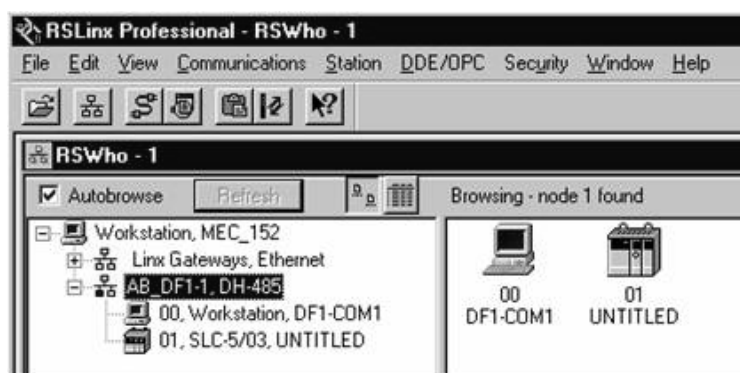 RSLinx Professional - RSWho - 1
File Edit View Communications Station DDE/OPC Security Window Help
RSWho - 1
Autobrowse Refresh Browsing - node 1 found
Workstation, MEC_152
Linx Gateways, Ethernet
AB_DF1-1, DH-485
00, Workstation, DF1-COM1
01, SLC-5/03, UNTITLED
00
DF1-COM1
01
UNTITLED